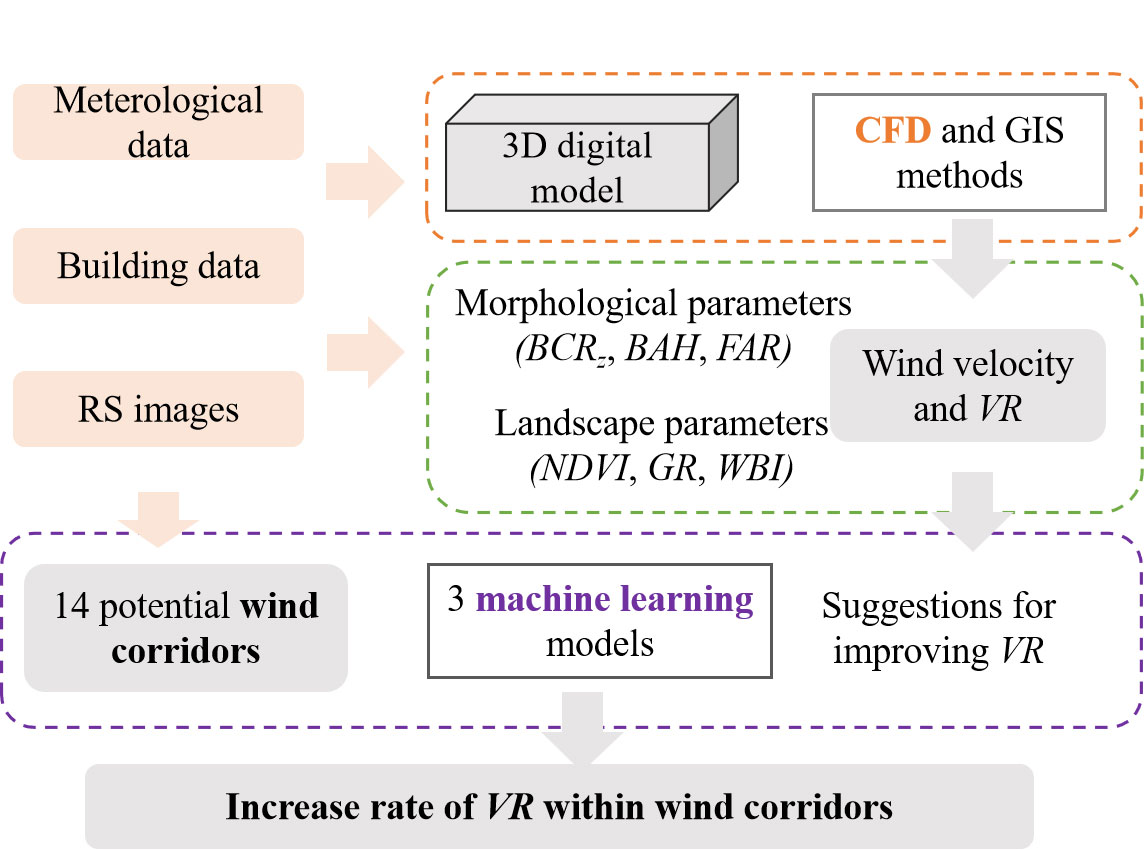 Meterological
data
Building data
RS images
3D digital
model
CFD and GIS
methods
Morphological parameters
(BCRz, BAH, FAR)
Landscape parameters
(NDVI, GR, WBI)
Wind velocity
and VR
14 potential wind
corridors
3 machine learning
models
Suggestions for
improving VR
Increase rate of VR within wind corridors